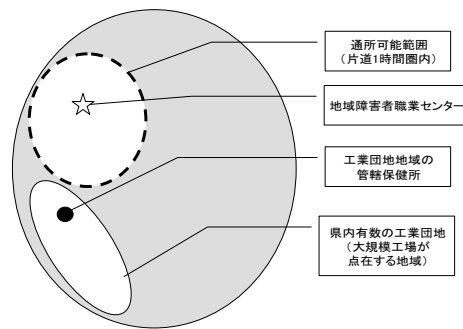 通所可能範囲
（片道1時間圏内）
地域障害者職業センター
工業団地地域の
管轄保健所
県内有数の工業団地
（大規模工場が
点在する地域）